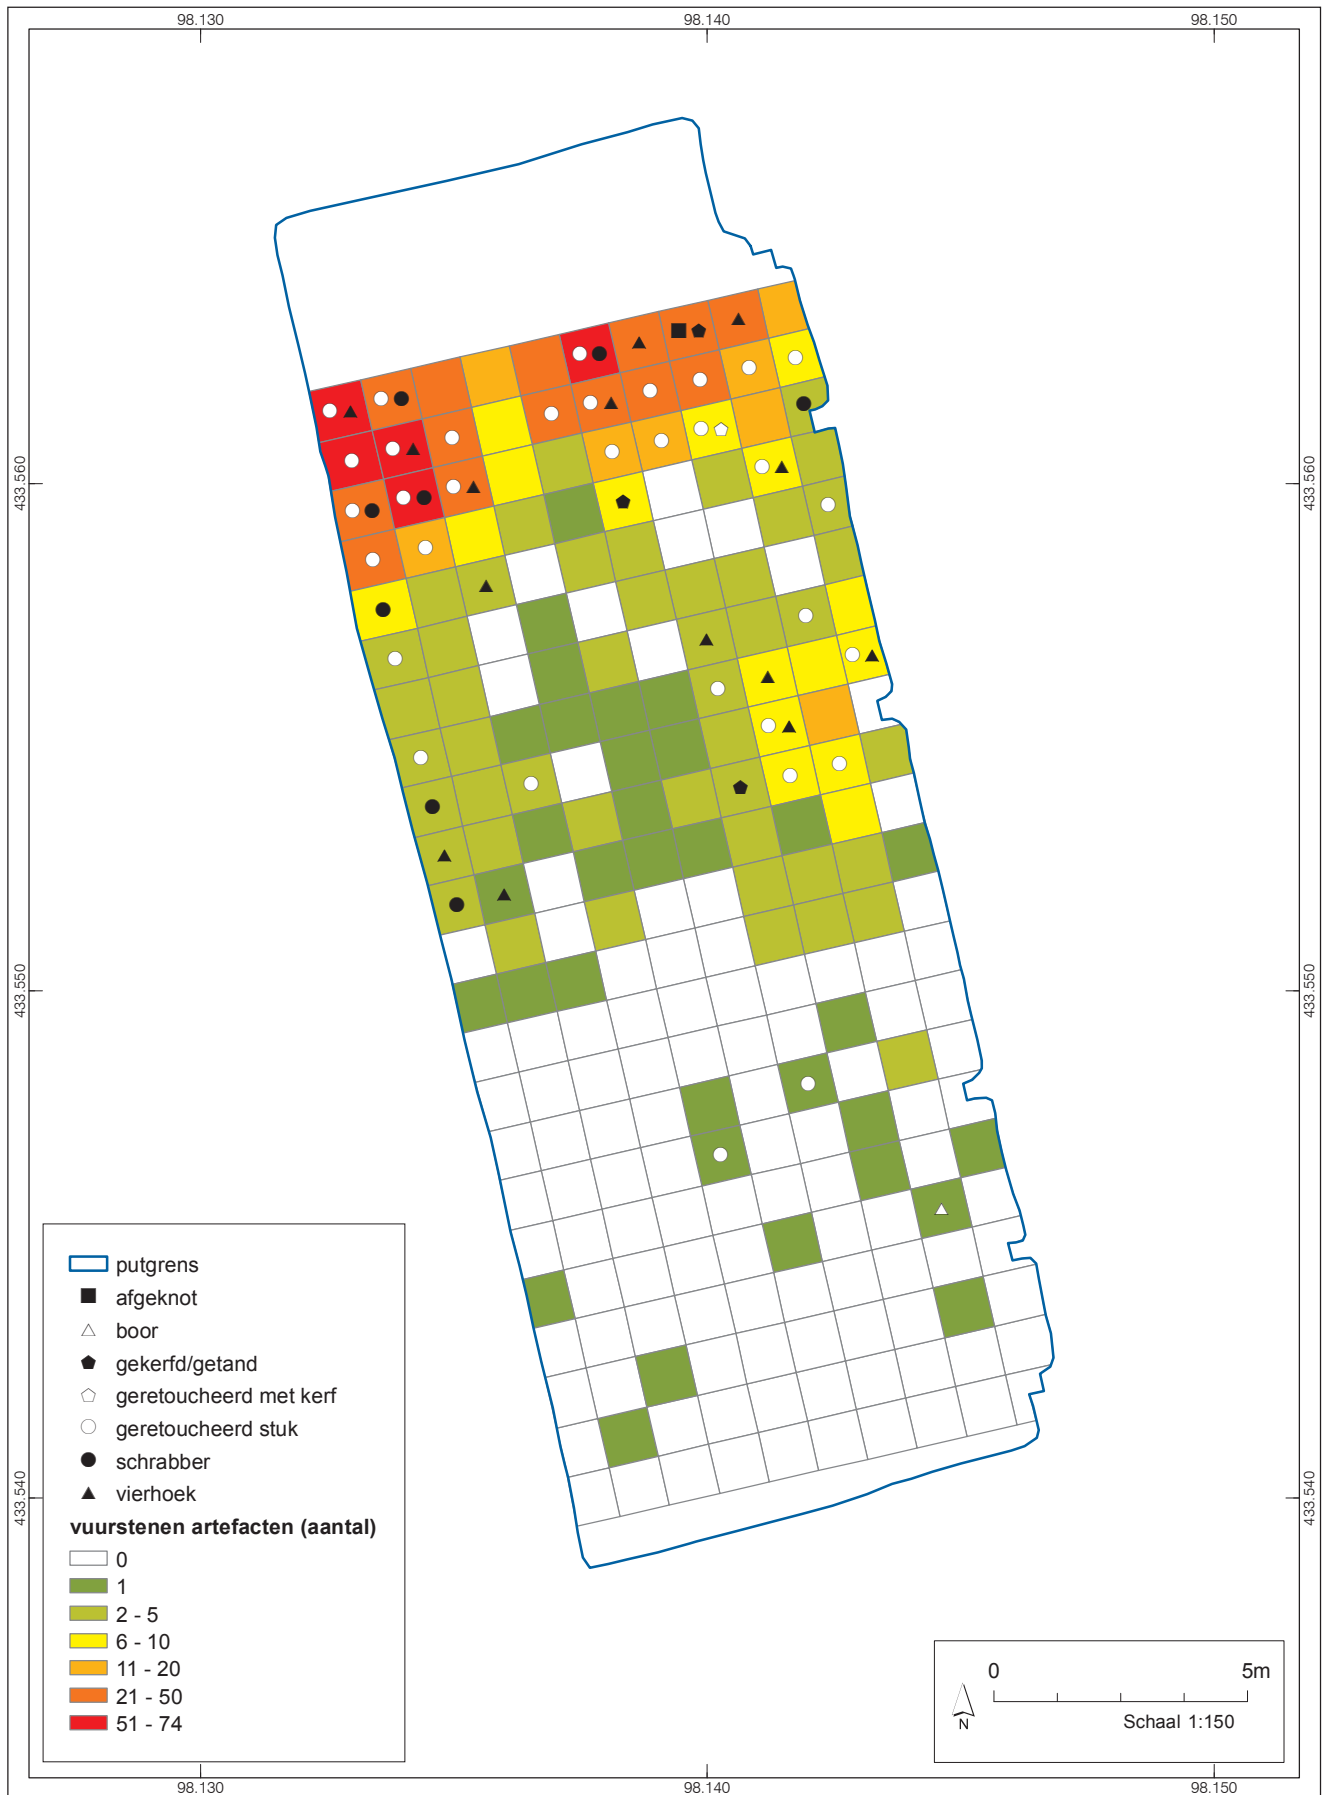 98.130 98.140 98.150
433.560 433.560
433.550 433.550
putgrens
afgeknot
boor
gekerfd/getand
geretoucheerd met kerf
geretoucheerd stuk
schrabber
vierhoek
vuurstenen artefacten (aantal)
0
1
2 - 5
6 - 10
11 - 20
21 - 50
51 - 74
433.540 433.540
0 5m
N
Schaal 1:150
98.130 98.140 98.150